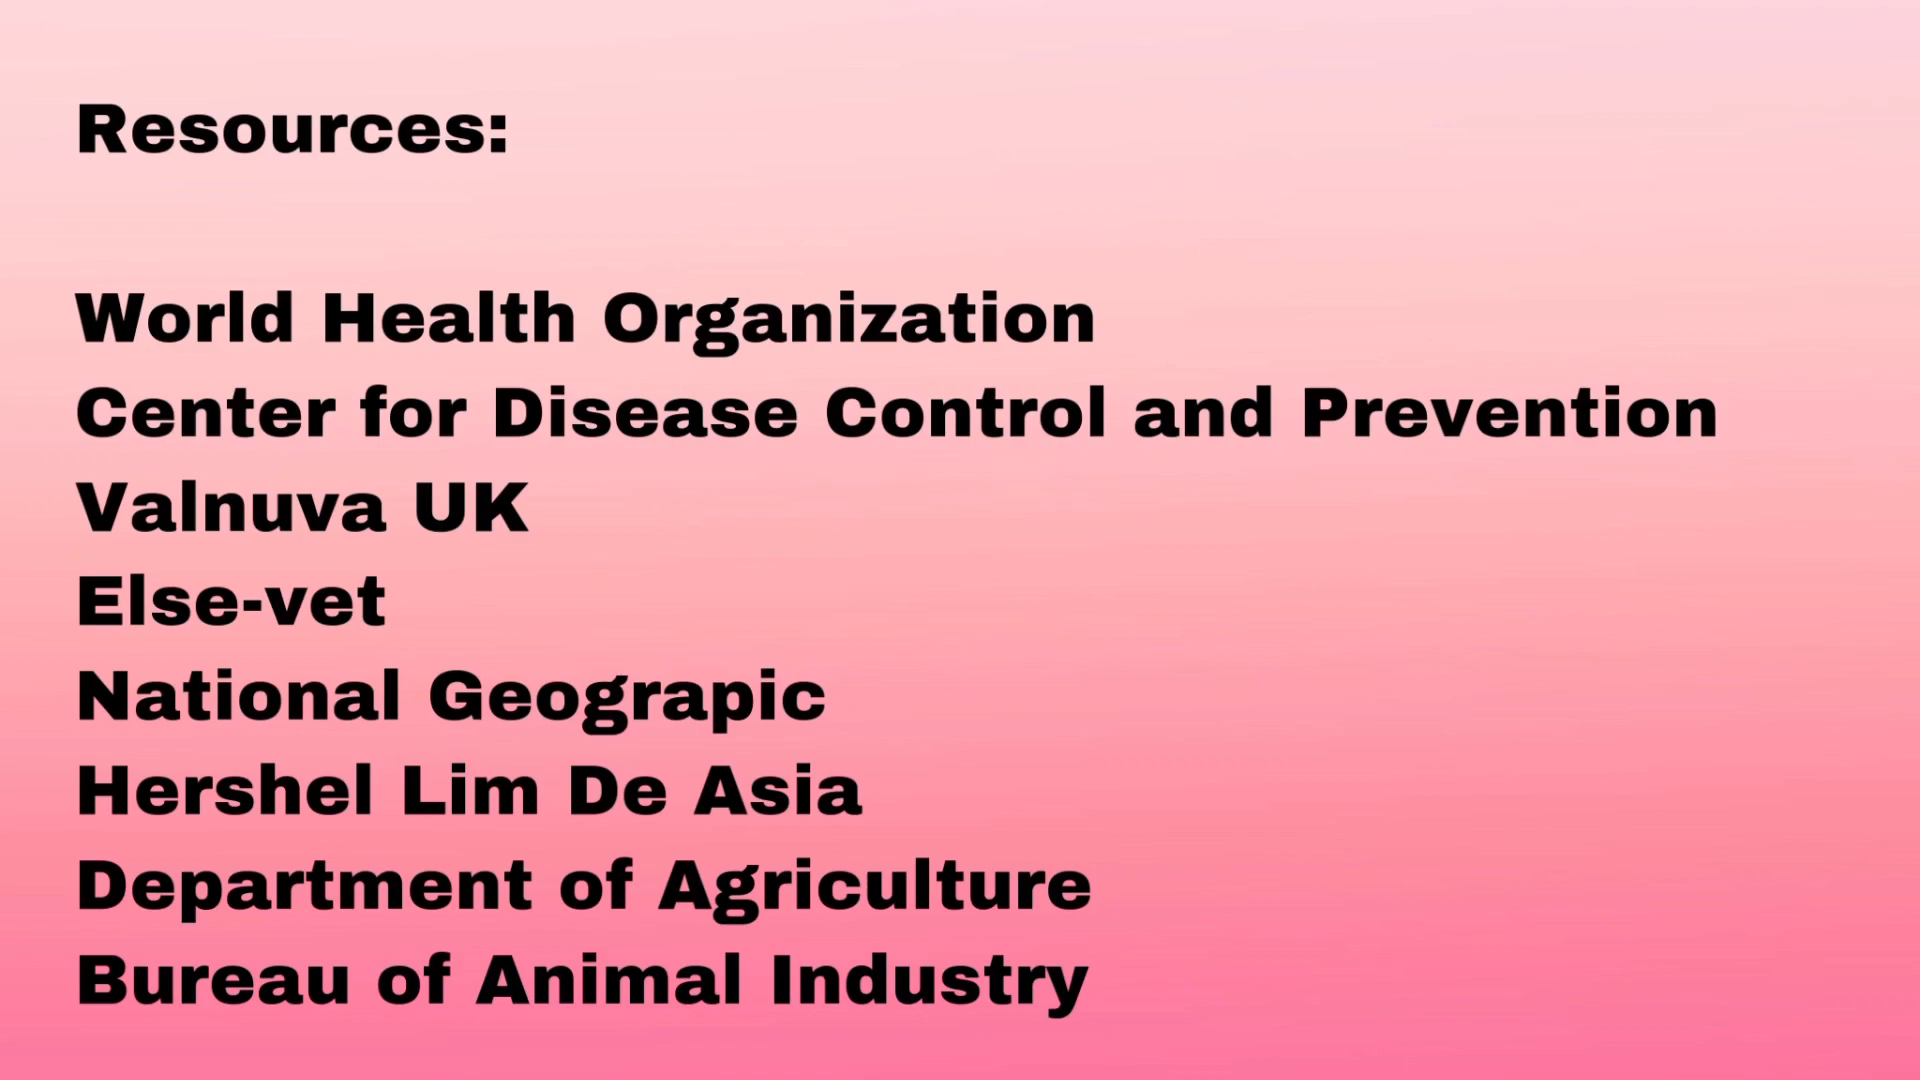 Resources:
World Health Organization
Center for Disease Control and Prevention
Valnuva UK
Else-vet
National Geograpic
Hershel Lim De Asia
Department of Agriculture
Bureau of Animal Industry